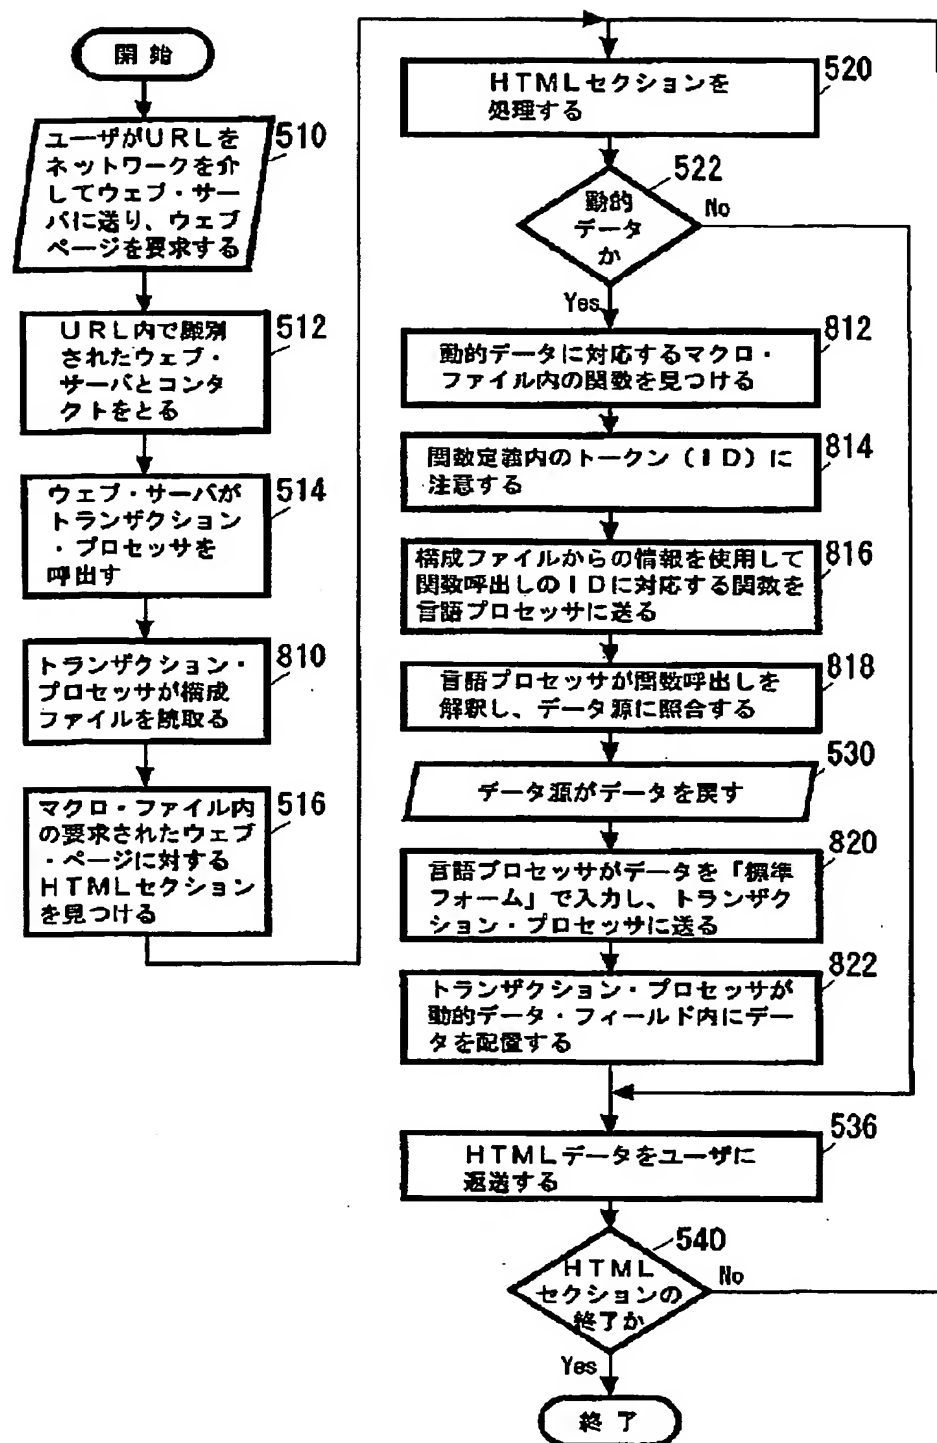 開始
ユーザがURLを
ネットワークを介
してウェブ・サー
バに送り、ウェブ
ページを要求する
510
URL内で識別
されたウェブ・
サーバとコンタ
クトをとる
512
ウェブ・サーバが
トランザクション
・プロセッサを
呼出す
514
トランザクション・
プロセッサが構成
ファイルを読取る
810
マクロ・ファイル内
の要求されたウェブ
・ページに対する
HTMLセクション
を見つける
516
HTMLセクションを
処理する
520
動的
データ
か
522
No
Yes
動的データに対応するマクロ・
ファイル内の関数を見つける
812
関数定義内のトークン（ID）に
注意する
814
構成ファイルからの情報を使用して
関数呼出しのIDに対応する関数を
言語プロセッサに送る
816
言語プロセッサが関数呼出しを
解釈し、データ源に照合する
818
データ源がデータを戻す
530
言語プロセッサがデータを「標準
フォーム」で入力し、トランザク
ション・プロセッサに送る
820
トランザクション・プロセッサが
動的データ・フィールド内にデー
タを配置する
822
HTMLデータをユーザに
返送する
536
HTML
セクションの
終了か
540
No
Yes
終了